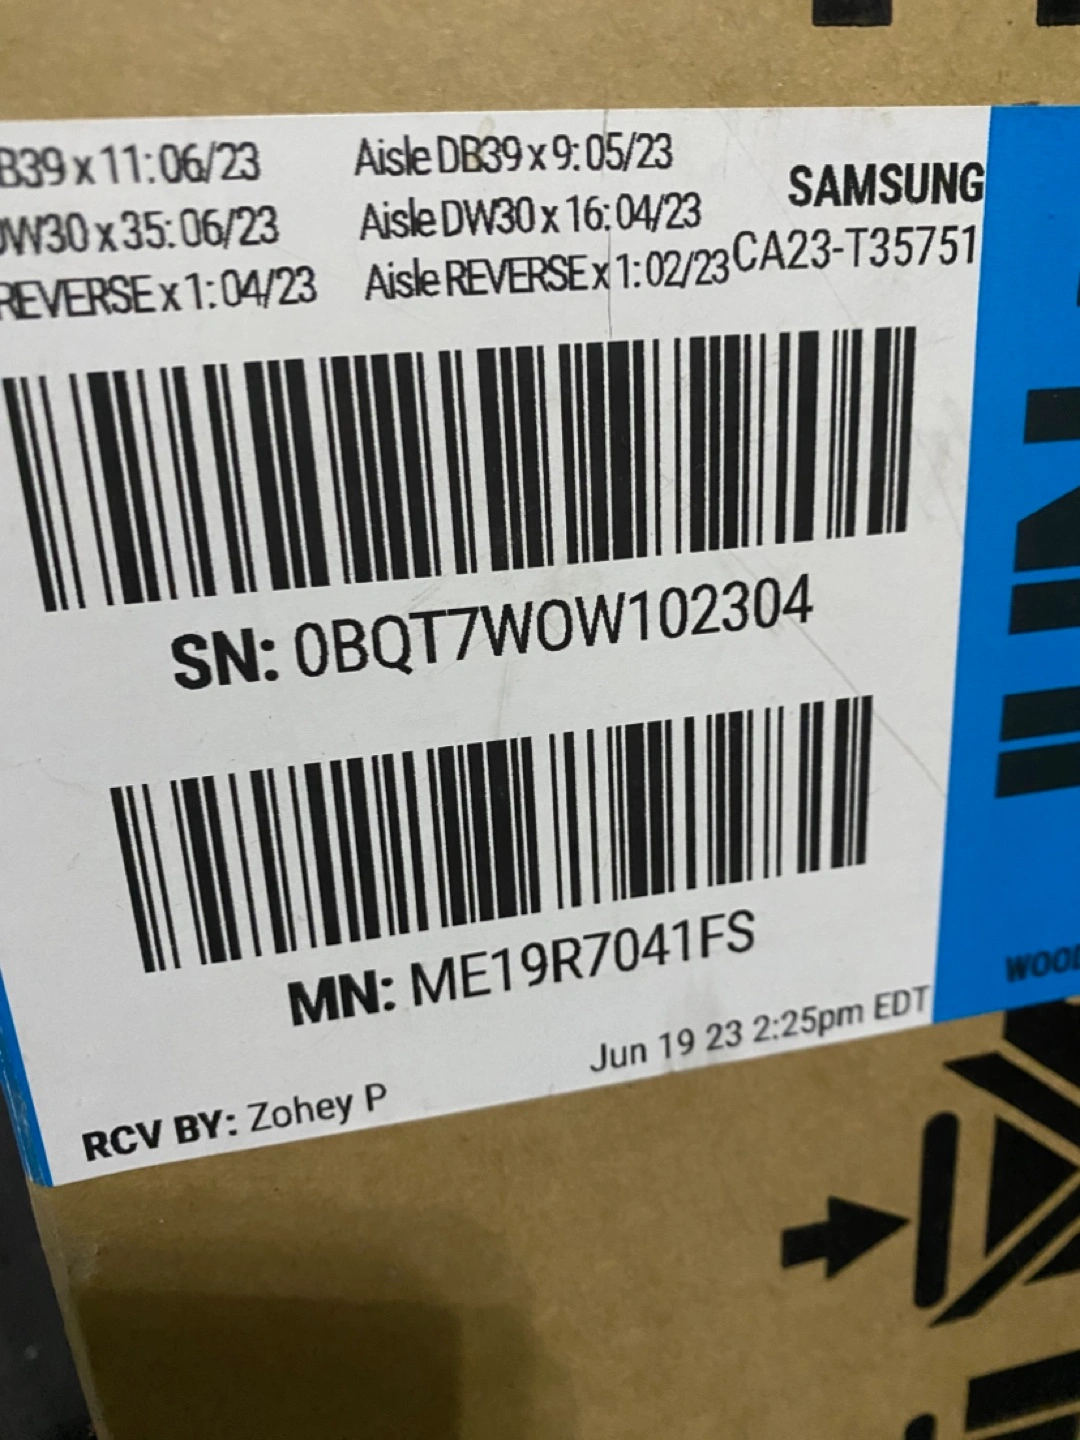 B39 x 11: 06/23 Aisle DB39 x 9: 05/23
DW30 x 35: 06/23 Aisle DW30 x 16: 04/23
REVERSE x 1: 04/23 Aisle REVERSE x 1: 02/23
SAMSUNG
CA23-T35751
SN: 0BQT7WOW102304
MN: ME19R7041FS
Jun 19 23 2:25pm EDT
RCV BY: Zohey P